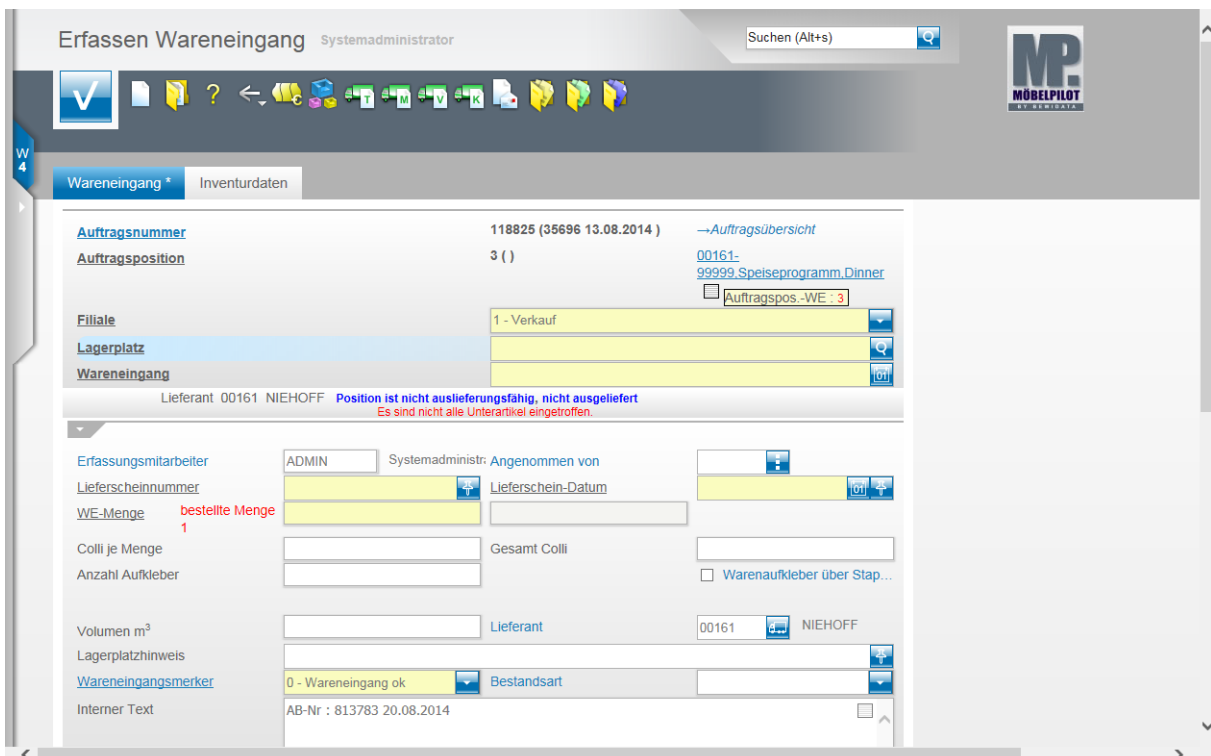 Erfassen Wareneingang Systemadministrator
Suchen (Alt+s)
MP.
MÖBELPILOT
BY BEMIDATA
√ ? T M V K
W
4
Wareneingang * Inventurdaten
Auftragsnummer 118825 (35696 13.08.2014 ) →Auftragsübersicht
Auftragsposition 3 ( ) 00161-
99999,Speiseprogramm,Dinner
Auftragspos.-WE : 3
Filiale 1 - Verkauf
Lagerplatz
Wareneingang
Lieferant 00161 NIEHOFF Position ist nicht auslieferungsfähig, nicht ausgeliefert
Es sind nicht alle Unterartikel eingetroffen.
Erfassungsmitarbeiter ADMIN Systemadministr Angenommen von
Lieferscheinnummer Lieferschein-Datum
WE-Menge bestellte Menge
1
Colli je Menge Gesamt Colli
Anzahl Aufkleber Warenaufkleber über Stap...
Volumen m³ Lieferant 00161 NIEHOFF
Lagerplatzhinweis
Wareneingangsmerker 0 - Wareneingang ok Bestandsart
Interner Text AB-Nr : 813783 20.08.2014